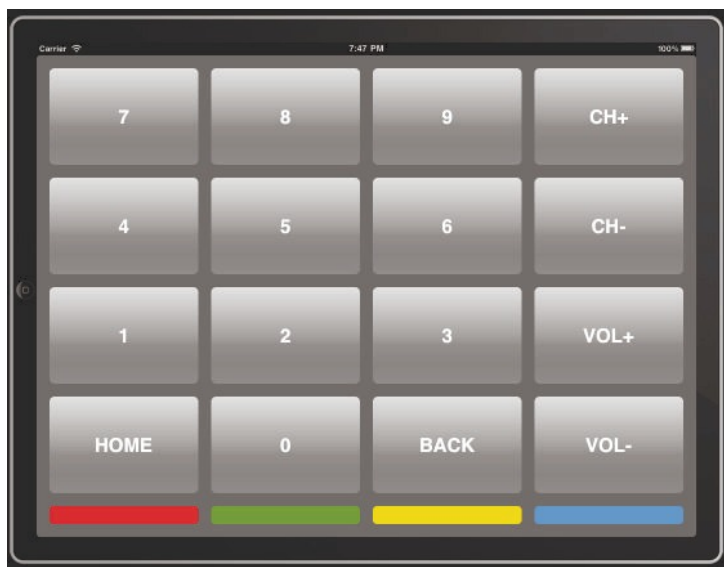 Carrier 7:47 PM 100%
7 8 9 CH+
4 5 6 CH-
1 2 3 VOL+
HOME 0 BACK VOL-